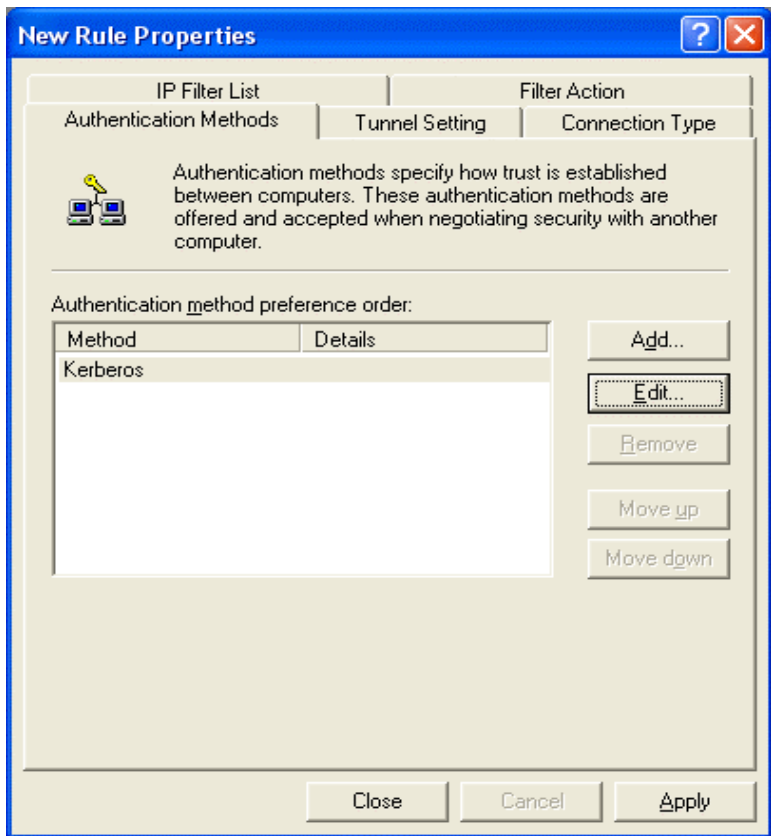 New Rule Properties
IP Filter List
Filter Action
Authentication Methods
Tunnel Setting
Connection Type
Authentication methods specify how trust is established
between computers. These authentication methods are
offered and accepted when negotiating security with another
computer.
Authentication method preference order:
Method
Details
Kerberos
Add...
Edit...
Remove
Move up
Move down
Close
Cancel
Apply